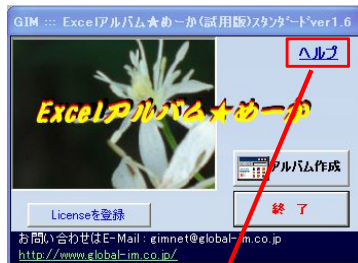 GIM ::: Excelアルバム★めーか(試用版)スタンダードver1.6
ヘルプ
Excelアルバム★めーか
アルバム作成
Licenseを登録
終 了
お問い合わせはE-Mail : gimnet@global-im.co.jp
http://www.global-im.co.jp/